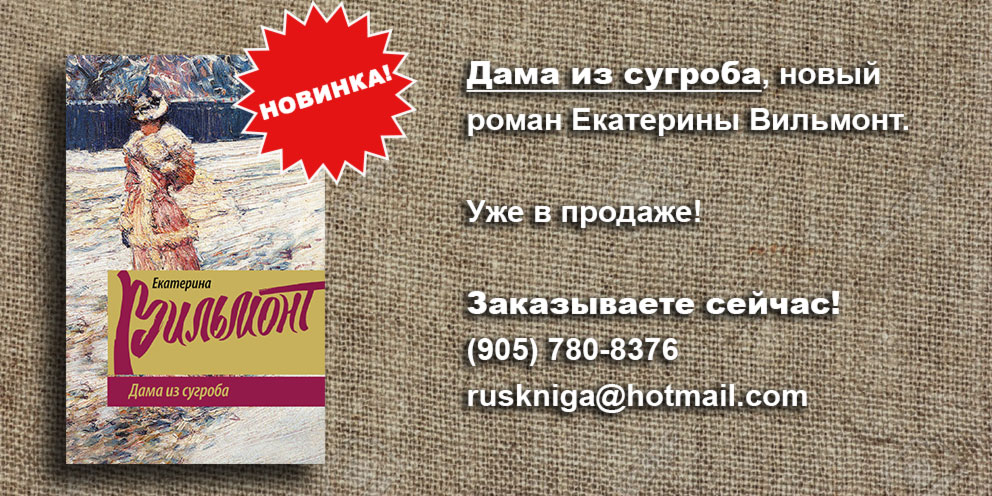 НОВИНКА!
Екатерина
Вильмонт
Дама из сугроба
Дама из сугроба, новый
роман Екатерины Вильмонт.
Уже в продаже!
Заказываете сейчас!
(905) 780-8376
ruskniga@hotmail.com